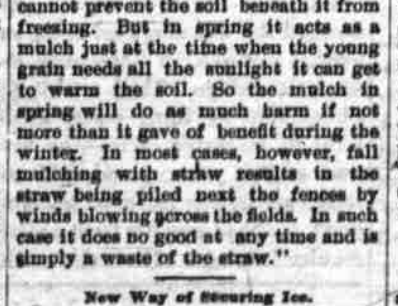 cannot prevent the soil beneath it from
freezing. But in spring it acts as a
mulch just at the time when the young
grain needs all the sunlight it can get
to warm the soil. So the mulch in
spring will do as much harm if not
more than it gave of benefit during the
winter. In most cases, however, fall
mulching with straw results in the
straw being piled next the fences by
winds blowing across the fields. In such
case it does no good at any time and is
simply a waste of the straw."
New Way of Securing Ice.